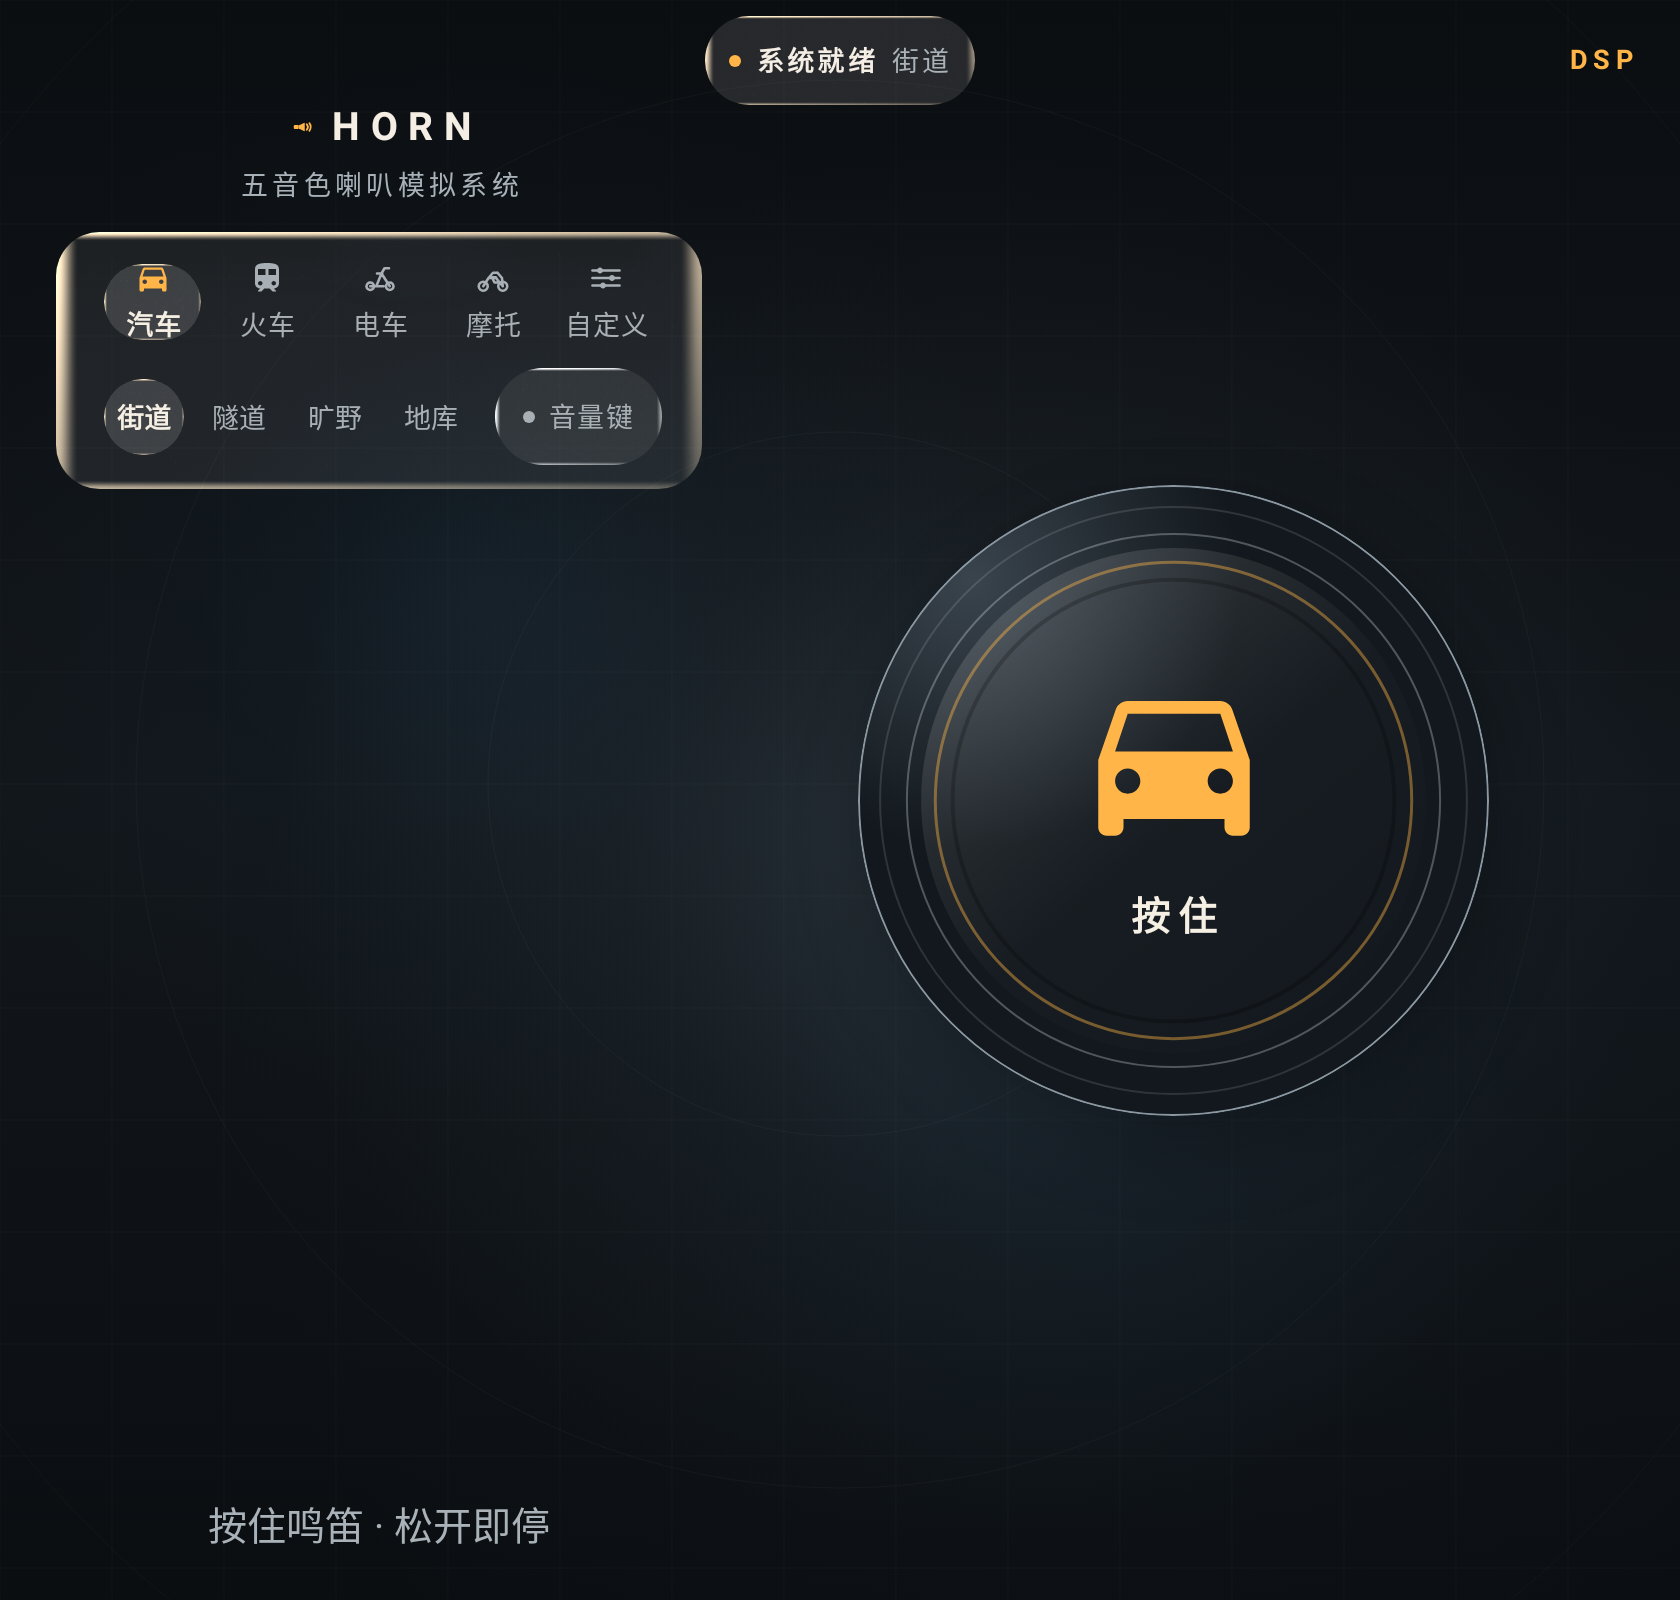 系统就绪 街道
DSP
HORN
五音色喇叭模拟系统
汽车 火车 电车 摩托 自定义
街道 隧道 旷野 地库 音量键
按住
按住鸣笛 · 松开即停